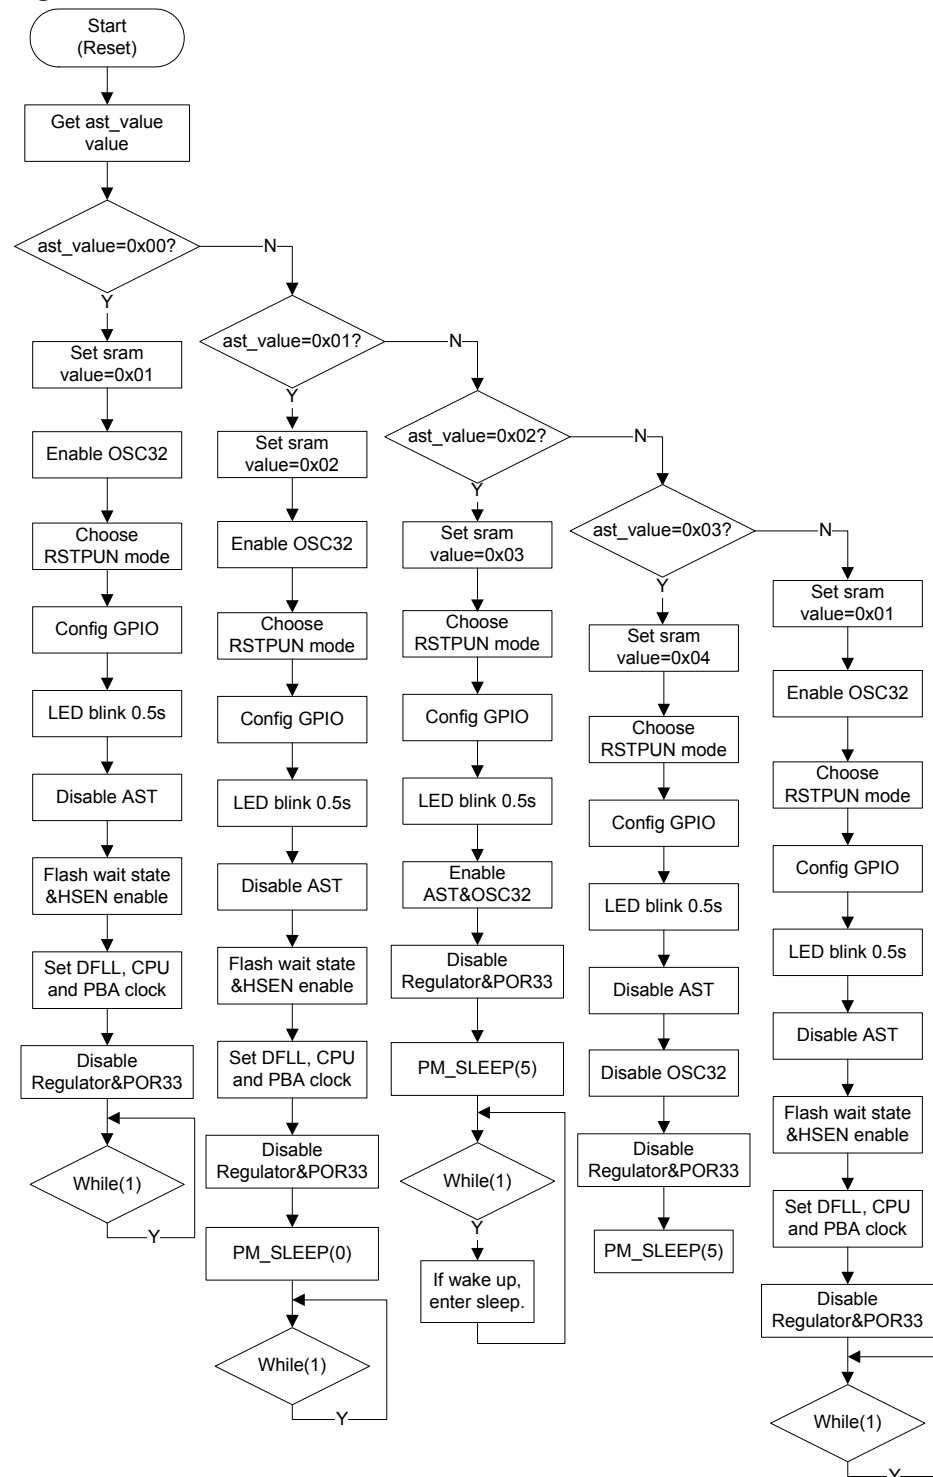 Start
(Reset)
Get ast_value
value
ast_value=0x00?
N
Y
Set sram
value=0x01
Enable OSC32
Choose
RSTPUN mode
Config GPIO
LED blink 0.5s
Disable AST
Flash wait state
&HSEN enable
Set DFLL, CPU
and PBA clock
Disable
Regulator&POR33
While(1)
Y
ast_value=0x01?
N
Y
Set sram
value=0x02
Enable OSC32
Choose
RSTPUN mode
Config GPIO
LED blink 0.5s
Disable AST
Flash wait state
&HSEN enable
Set DFLL, CPU
and PBA clock
Disable
Regulator&POR33
PM_SLEEP(0)
While(1)
Y
ast_value=0x02?
N
Y
Set sram
value=0x03
Choose
RSTPUN mode
Config GPIO
LED blink 0.5s
Enable
AST&OSC32
Disable
Regulator&POR33
PM_SLEEP(5)
While(1)
Y
If wake up,
enter sleep.
ast_value=0x03?
N
Y
Set sram
value=0x04
Choose
RSTPUN mode
Config GPIO
LED blink 0.5s
Disable AST
Disable OSC32
Disable
Regulator&POR33
PM_SLEEP(5)
Set sram
value=0x01
Enable OSC32
Choose
RSTPUN mode
Config GPIO
LED blink 0.5s
Disable AST
Flash wait state
&HSEN enable
Set DFLL, CPU
and PBA clock
Disable
Regulator&POR33
While(1)
Y